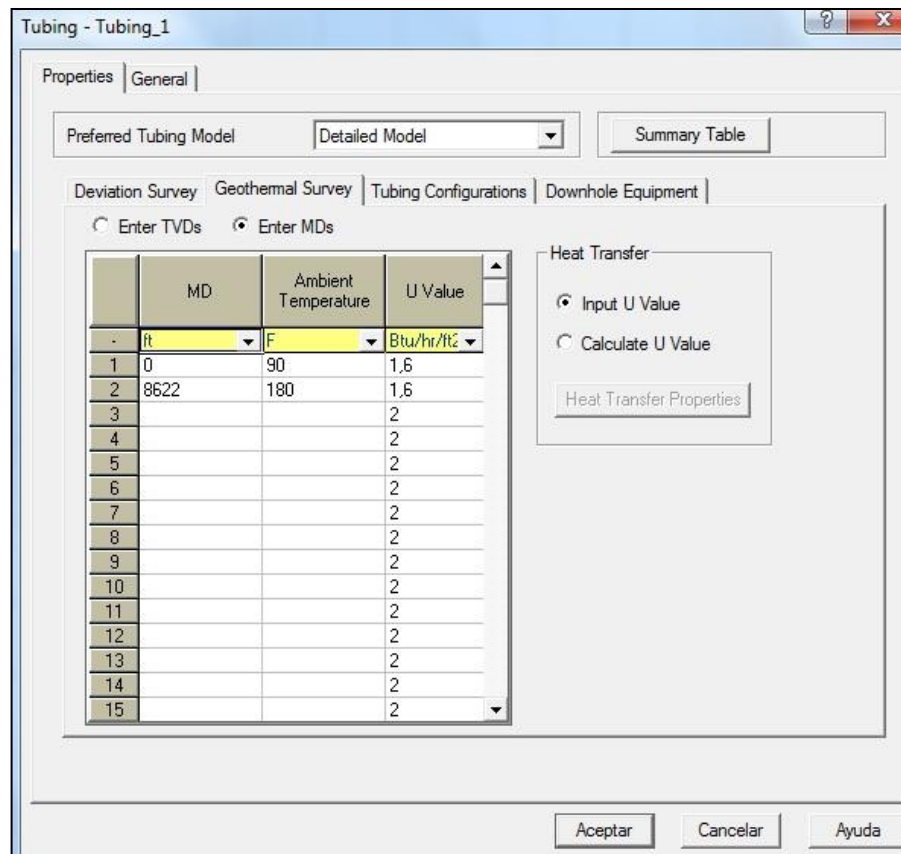 Tubing - Tubing_1
Properties General
Preferred Tubing Model Detailed Model Summary Table
Deviation Survey Geothermal Survey Tubing Configurations Downhole Equipment
Enter TVDs Enter MDs
Heat Transfer
Input U Value
Calculate U Value
Heat Transfer Properties
MD Ambient Temperature U Value
- ft F Btu/hr/ft2
1 0 90 1,6
2 8622 180 1,6
3 2
4 2
5 2
6 2
7 2
8 2
9 2
10 2
11 2
12 2
13 2
14 2
15 2
Aceptar Cancelar Ayuda